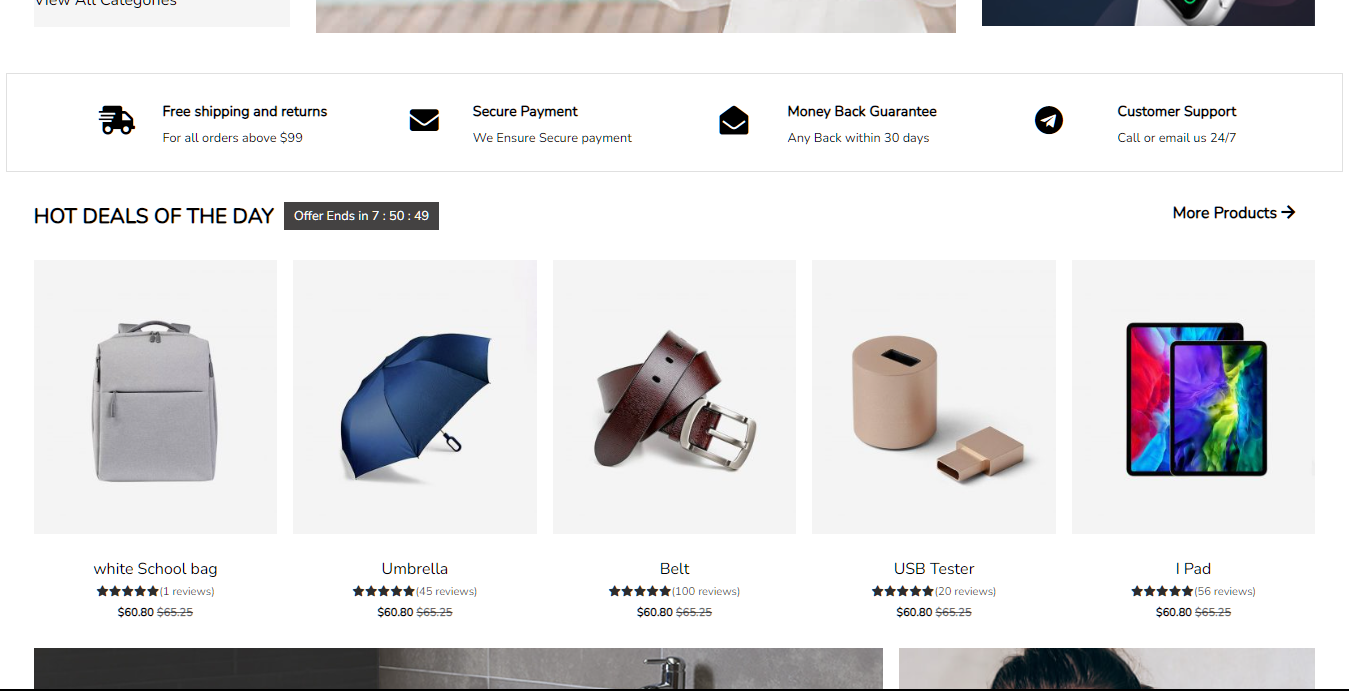 View All Categories
Free shipping and returns
For all orders above $99
Secure Payment
We Ensure Secure payment
Money Back Guarantee
Any Back within 30 days
Customer Support
Call or email us 24/7
HOT DEALS OF THE DAY
Offer Ends in 7 : 50 : 49
More Products
white School bag
(1 reviews)
$60.80 $65.25
Umbrella
(45 reviews)
$60.80 $65.25
Belt
(100 reviews)
$60.80 $65.25
USB Tester
(20 reviews)
$60.80 $65.25
I Pad
(56 reviews)
$60.80 $65.25